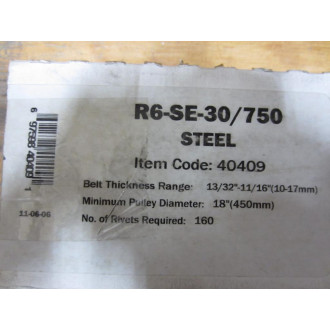 R6-SE-30/750
STEEL
Item Code: 40409
Belt Thickness Range: 13/32"-11/16"(10-17mm)
Minimum Pulley Diameter: 18"(450mm)
No. of Rivets Required: 160
11-06-06